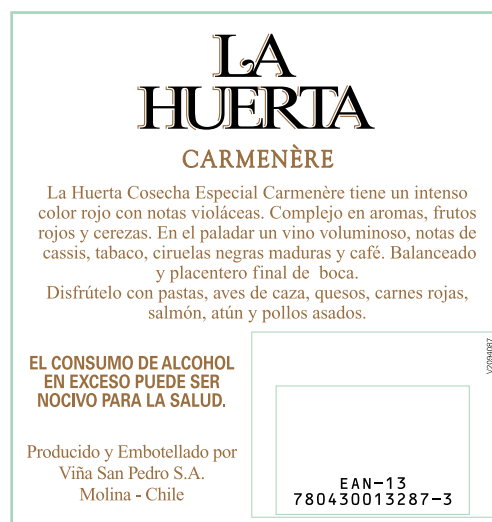 LA
HUERTA
CARMENÈRE
La Huerta Cosecha Especial Carmenère tiene un intenso
color rojo con notas violáceas. Complejo en aromas, frutos
rojos y cerezas. En el paladar un vino voluminoso, notas de
cassis, tabaco, ciruelas negras maduras y café. Balanceado
y placentero final de boca.
Disfrútelo con pastas, aves de caza, quesos, carnes rojas,
salmón, atún y pollos asados.
EL CONSUMO DE ALCOHOL
EN EXCESO PUEDE SER
NOCIVO PARA LA SALUD.
Producido y Embotellado por
Viña San Pedro S.A.
Molina - Chile
V2094087
EAN-13
780430013287-3